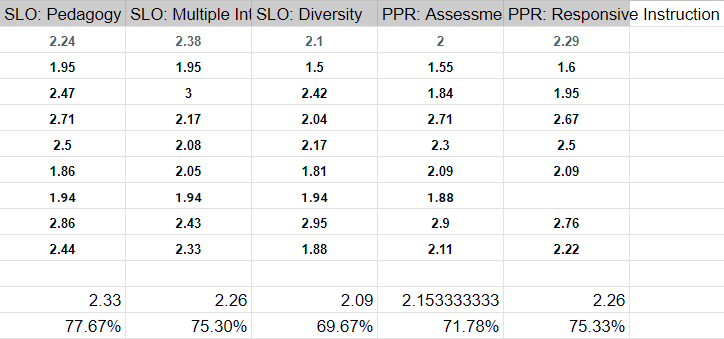 SLO: Pedagogy SLO: Multiple Int SLO: Diversity PPR: Assessme PPR: Responsive Instruction
2.24 2.38 2.1 2 2.29
1.95 1.95 1.5 1.55 1.6
2.47 3 2.42 1.84 1.95
2.71 2.17 2.04 2.71 2.67
2.5 2.08 2.17 2.3 2.5
1.86 2.05 1.81 2.09 2.09
1.94 1.94 1.94 1.88
2.86 2.43 2.95 2.9 2.76
2.44 2.33 1.88 2.11 2.22
2.33 2.26 2.09 2.153333333 2.26
77.67% 75.30% 69.67% 71.78% 75.33%